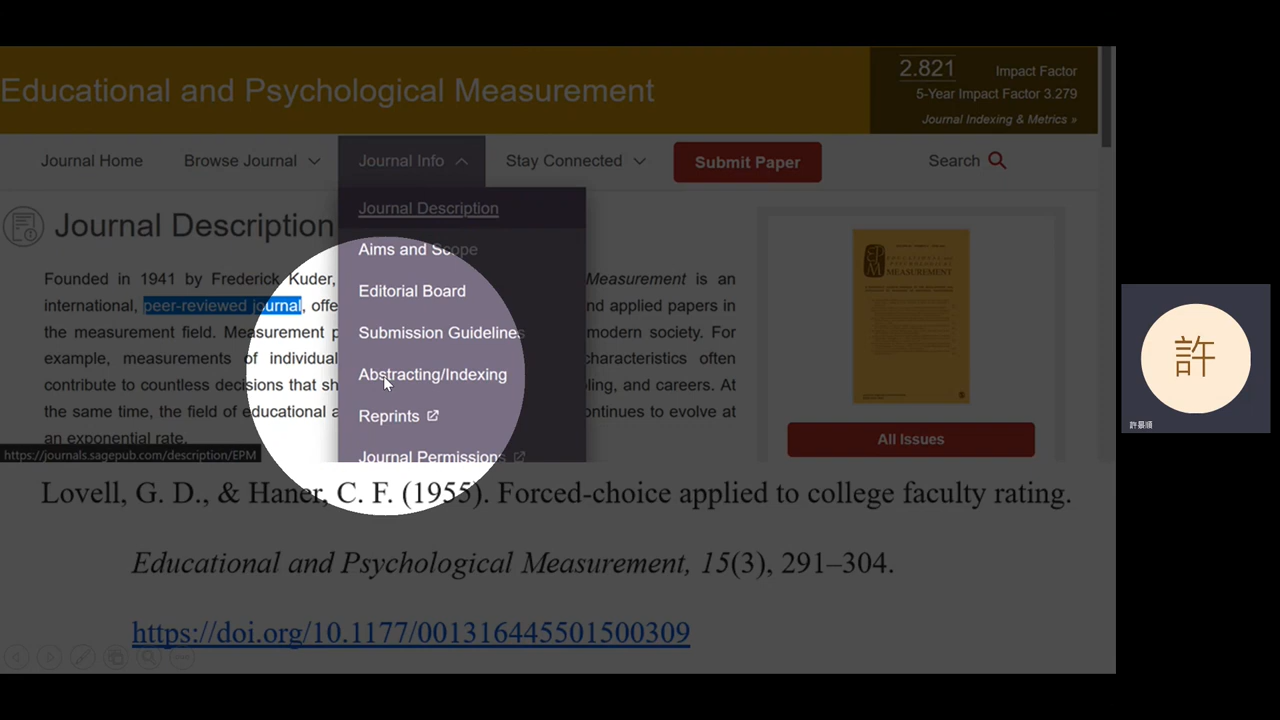 Educational and Psychological Measurement
2.821 Impact Factor
5-Year Impact Factor 3.279
Journal Indexing & Metrics »
Journal Home Browse Journal Journal Info Stay Connected Submit Paper Search
Journal Description
Journal Description
Aims and Scope
Editorial Board
Submission Guidelines
Abstracting/Indexing
Reprints
Journal Permissions
Founded in 1941 by Frederick Kuder, Measurement is an
international, peer-reviewed journal, offe nd applied papers in
the measurement field. Measurement p modern society. For
example, measurements of individual characteristics often
contribute to countless decisions that sh ling, and careers. At
the same time, the field of educational a ontinues to evolve at
an exponential rate.
MEASUREMENT
All Issues
https://journals.sagepub.com/description/EPM
Lovell, G. D., & Haner, C. F. (1955). Forced-choice applied to college faculty rating.
Educational and Psychological Measurement, 15(3), 291–304.
https://doi.org/10.1177/001316445501500309
許
許景順